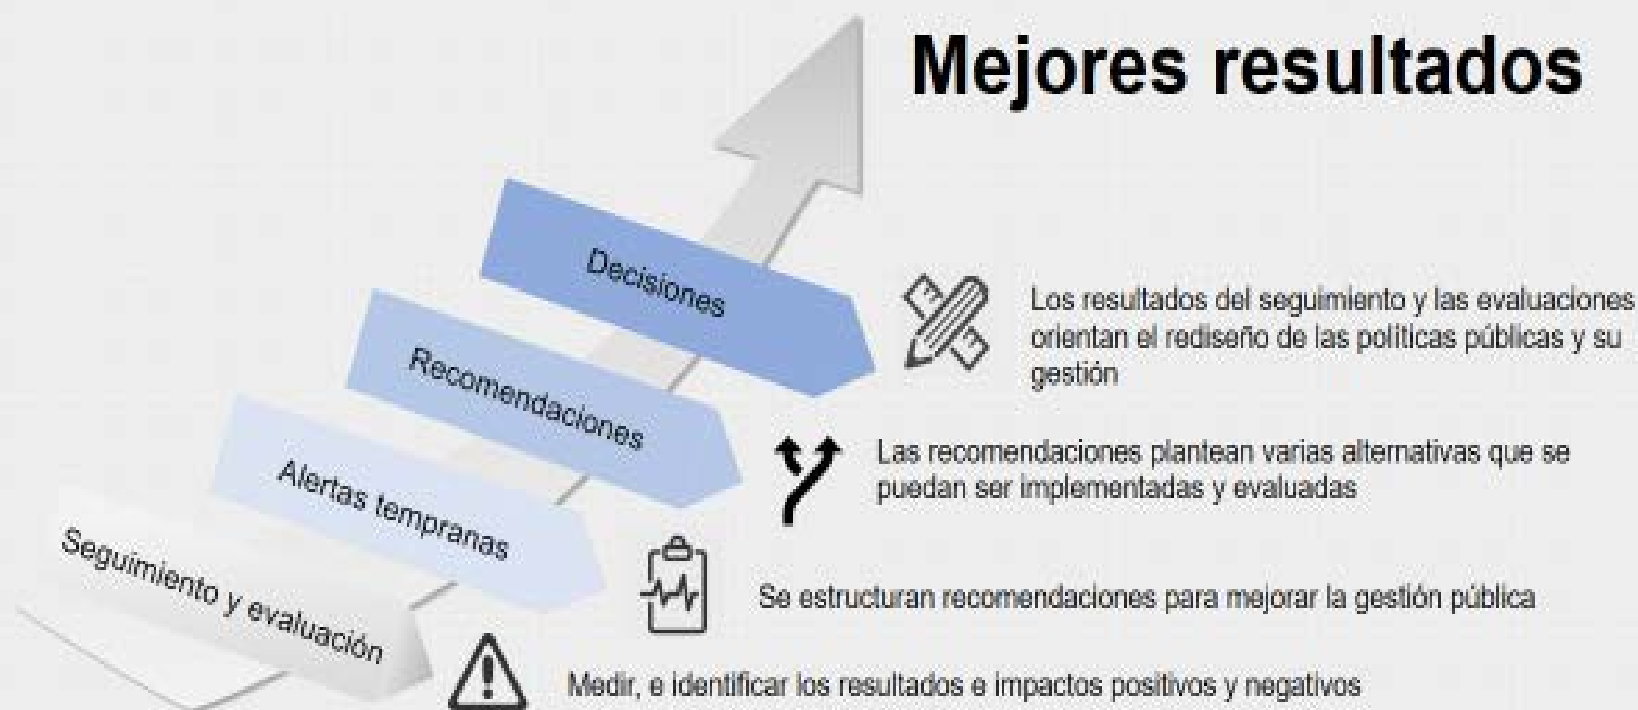 Mejores resultados
Decisiones
Los resultados del seguimiento y las evaluaciones
orientan el rediseño de las políticas públicas y su
gestión
Recomendaciones
Las recomendaciones plantean varias alternativas que se
puedan ser implementadas y evaluadas
Alertas tempranas
Se estructuran recomendaciones para mejorar la gestión pública
Seguimiento y evaluación
Medir, e identificar los resultados e impactos positivos y negativos